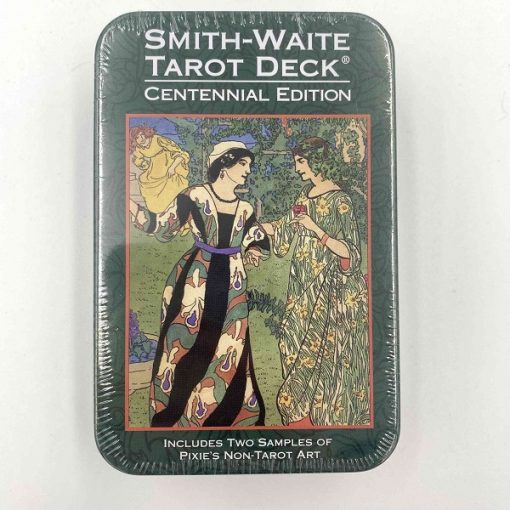 SMITH-WAITE
TAROT DECK®
CENTENNIAL EDITION
INCLUDES TWO SAMPLES OF
PIXIE'S NON-TAROT ART